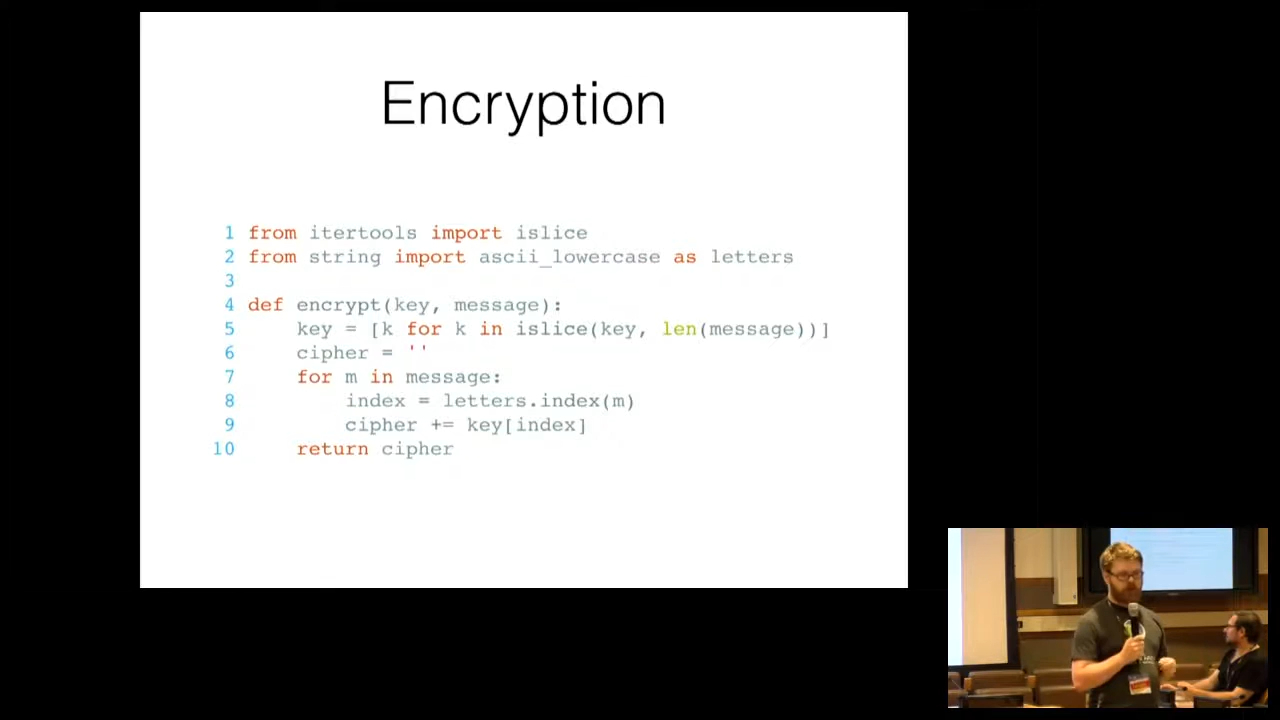 Encryption
1 from itertools import islice
2 from string import ascii_lowercase as letters
3
4 def encrypt(key, message):
5     key = [k for k in islice(key, len(message))]
6     cipher = ''
7     for m in message:
8         index = letters.index(m)
9         cipher += key[index]
10     return cipher